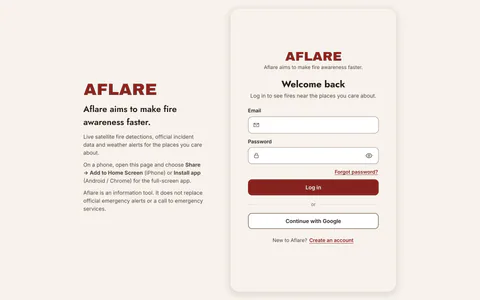 AFLARE
Aflare aims to make fire
awareness faster.
Live satellite fire detections, official incident
data and weather alerts for the places you care
about.
On a phone, open this page and choose Share
→ Add to Home Screen (iPhone) or Install app
(Android / Chrome) for the full-screen app.
Aflare is an information tool. It does not replace
official emergency alerts or a call to emergency
services.
AFLARE
Aflare aims to make fire awareness faster.
Welcome back
Log in to see fires near the places you care about.
Email
Password
Forgot password?
Log in
or
Continue with Google
New to Aflare? Create an account